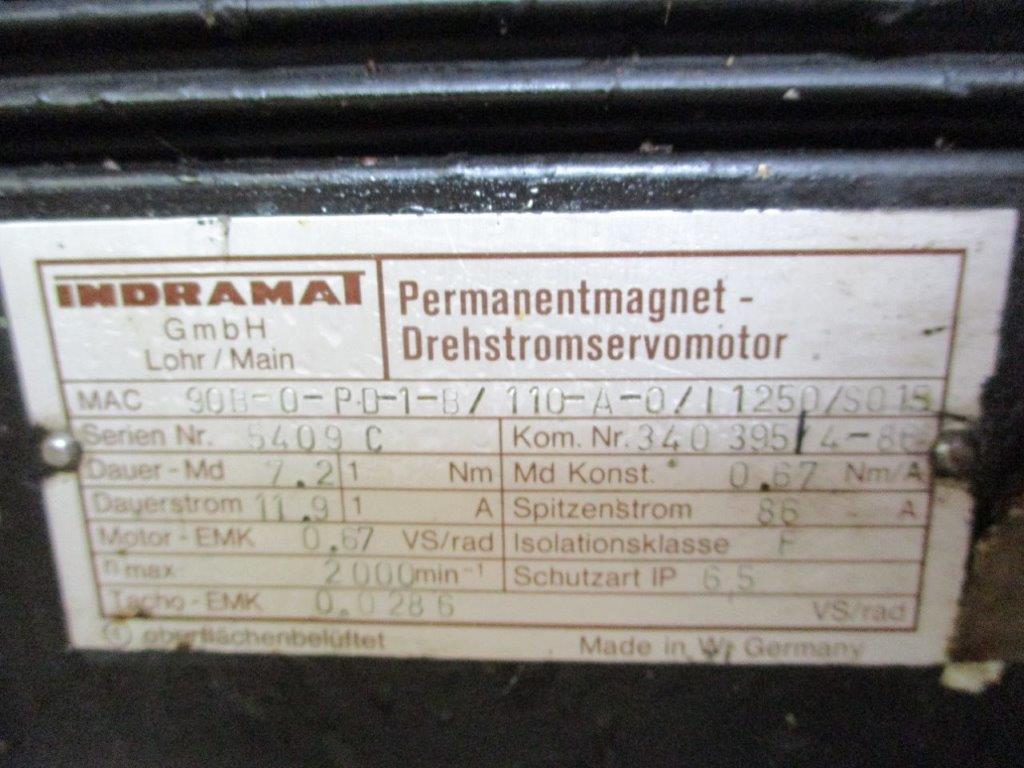 INDRAMAT
GmbH
Lohr / Main
Permanentmagnet -
Drehstromservomotor
MAC 90B-0-PD-1-B/ 110-A-0/I1250/S015
Serien Nr. 5409 C
Kom. Nr. 340 395 / 4-86
Dauer-Md 7.2 1 Nm
Md Konst. 0.67 Nm/A
Dauerstrom 11.9 1 A
Spitzenstrom 86 A
Motor-EMK 0.67 VS/rad
Isolationsklasse F
n max 2000 min⁻¹
Schutzart IP 6.5
Tacho-EMK 0.0286 VS/rad
oberflächenbelüftet
Made in W. Germany